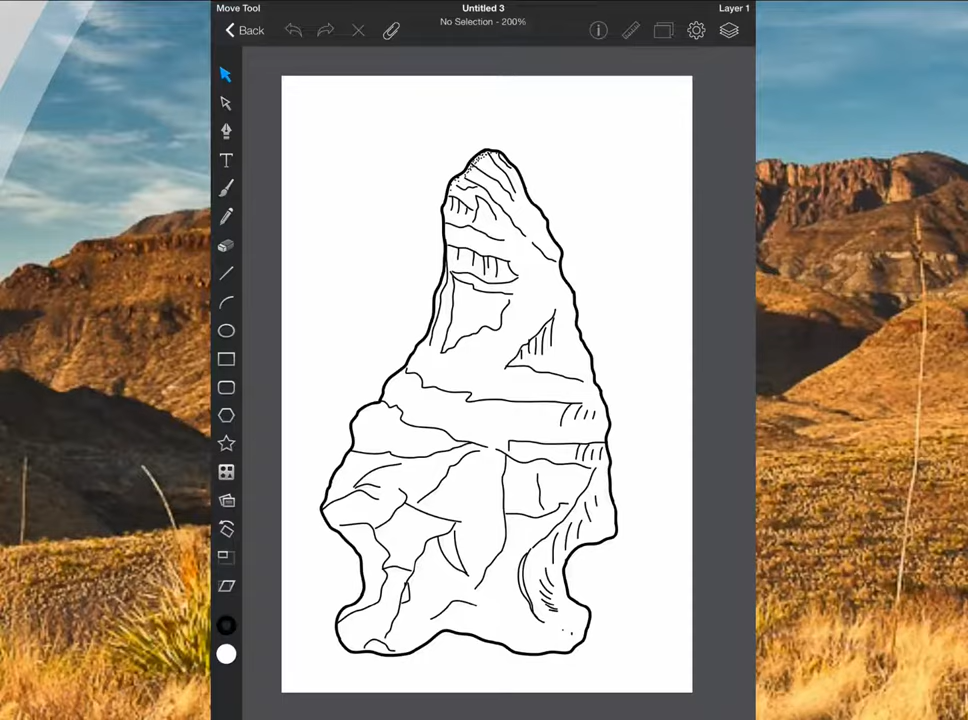 Move Tool
Untitled 3
Layer 1
Back
No Selection - 200%
T